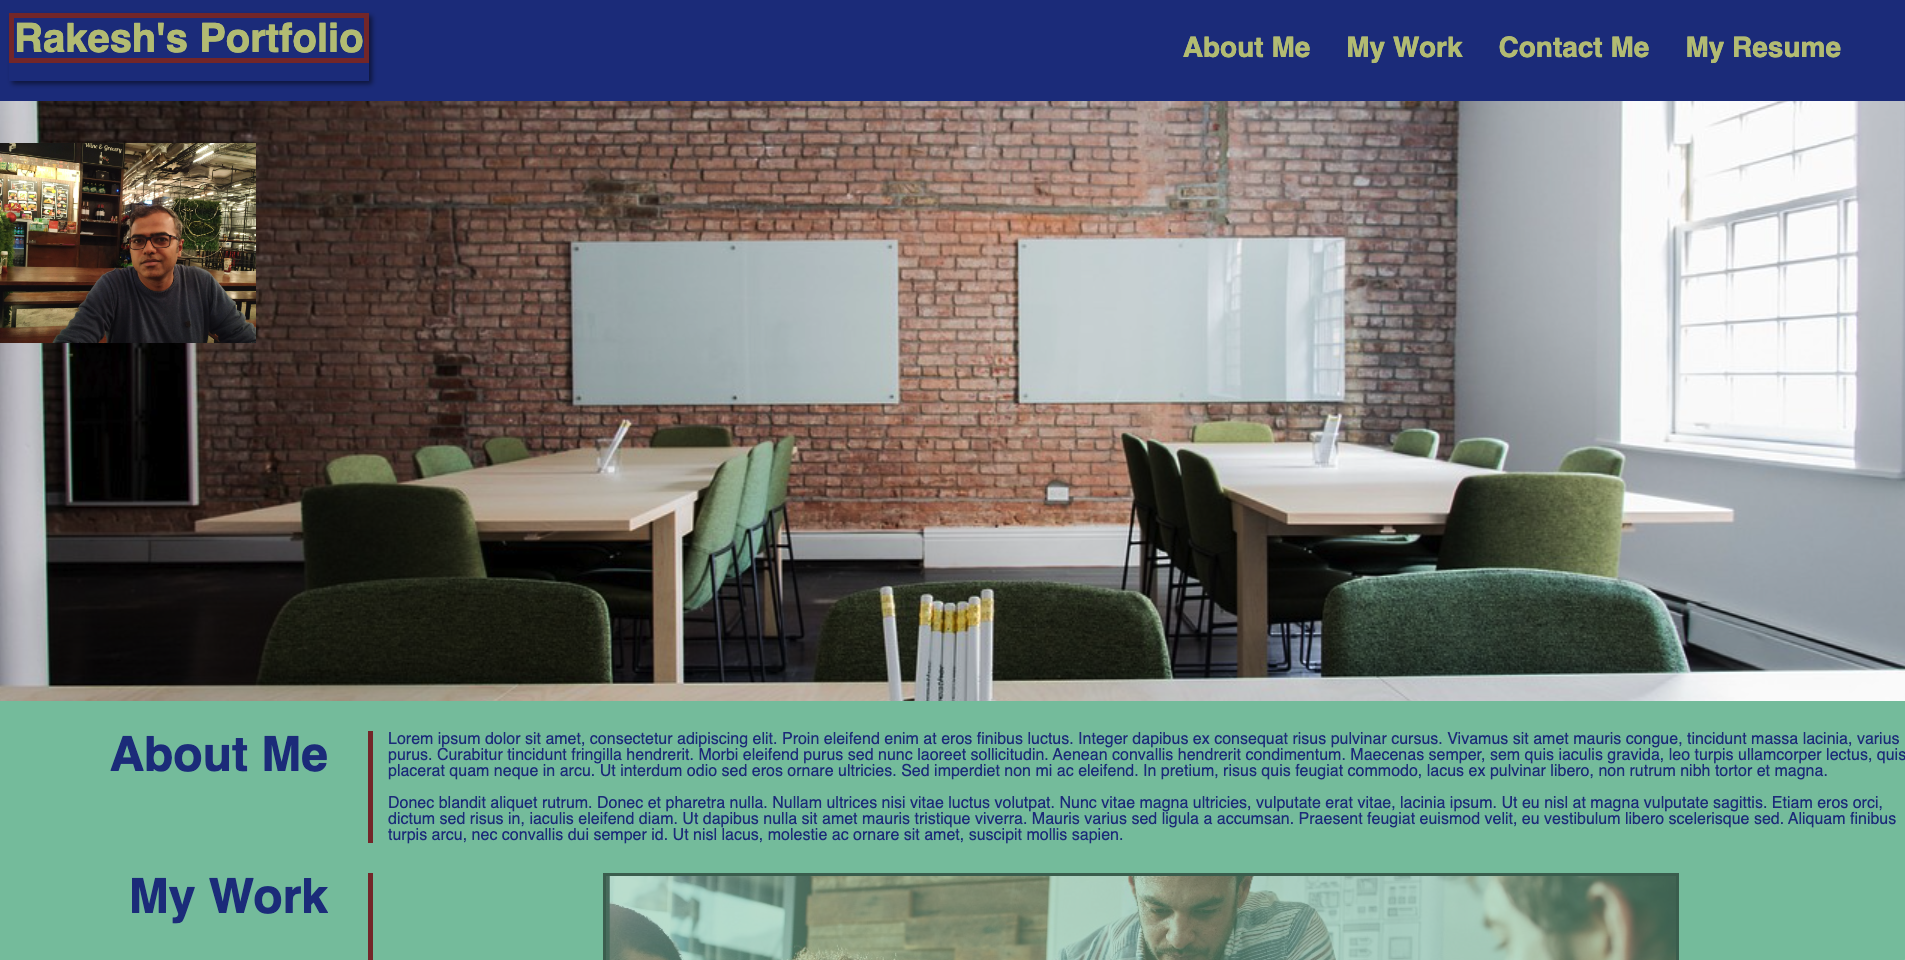 Rakesh's Portfolio
About Me My Work Contact Me My Resume
Wine & Grocery
About Me
Lorem ipsum dolor sit amet, consectetur adipiscing elit. Proin eleifend enim at eros finibus luctus. Integer dapibus ex consequat risus pulvinar cursus. Vivamus sit amet mauris congue, tincidunt massa lacinia, varius
purus. Curabitur tincidunt fringilla hendrerit. Morbi eleifend purus sed nunc laoreet sollicitudin. Aenean convallis hendrerit condimentum. Maecenas semper, sem quis iaculis gravida, leo turpis ullamcorper lectus, quis
placerat quam neque in arcu. Ut interdum odio sed eros ornare ultricies. Sed imperdiet non mi ac eleifend. In pretium, risus quis feugiat commodo, lacus ex pulvinar libero, non rutrum nibh tortor et magna.
Donec blandit aliquet rutrum. Donec et pharetra nulla. Nullam ultrices nisi vitae luctus volutpat. Nunc vitae magna ultricies, vulputate erat vitae, lacinia ipsum. Ut eu nisl at magna vulputate sagittis. Etiam eros orci,
dictum sed risus in, iaculis eleifend diam. Ut dapibus nulla sit amet mauris tristique viverra. Mauris varius sed ligula a accumsan. Praesent feugiat euismod velit, eu vestibulum libero scelerisque sed. Aliquam finibus
turpis arcu, nec convallis dui semper id. Ut nisl lacus, molestie ac ornare sit amet, suscipit mollis sapien.
My Work